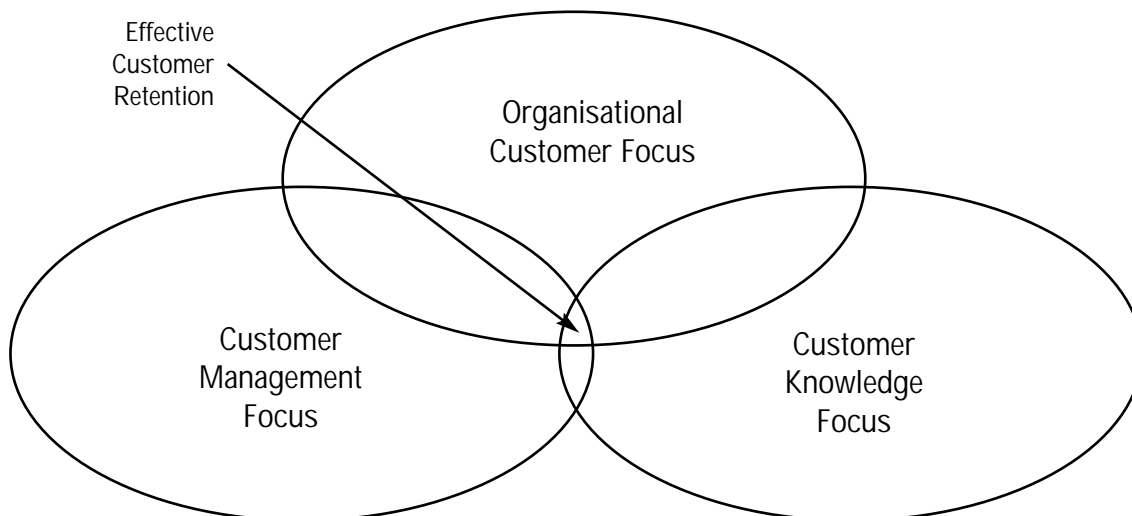 Effective
Customer
Retention
Organisational
Customer Focus
Customer
Management
Focus
Customer
Knowledge
Focus